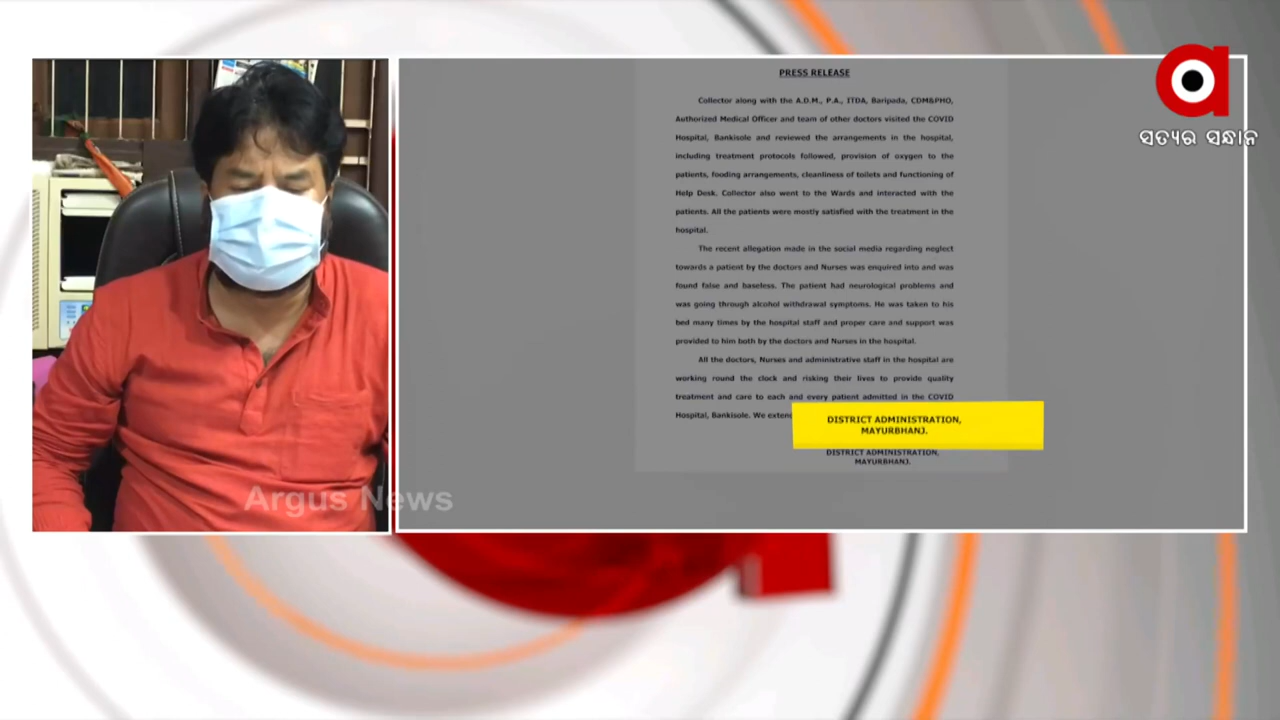 PRESS RELEASE
Collector along with the A.D.M., P.A., ITDA, Baripada, CDM&PHO,
Authorized Medical Officer and team of other doctors visited the COVID
Hospital, Bankisole and reviewed the arrangements in the hospital,
including treatment protocols followed, provision of oxygen to the
patients, fooding arrangements, cleanliness of toilets and functioning of
Help Desk. Collector also went to the Wards and interacted with the
patients. All the patients were mostly satisfied with the treatment in the
hospital.
The recent allegation made in the social media regarding neglect
towards a patient by the doctors and Nurses was enquired into and was
found false and baseless. The patient had neurological problems and
was going through alcohol withdrawal symptoms. He was taken to his
bed many times by the hospital staff and proper care and support was
provided to him both by the doctors and Nurses in the hospital.
All the doctors, Nurses and administrative staff in the hospital are
working round the clock and risking their lives to provide quality
treatment and care to each and every patient admitted in the COVID
Hospital, Bankisole. We exten
DISTRICT ADMINISTRATION,
MAYURBHANJ.
DISTRICT ADMINISTRATION,
MAYURBHANJ.
a
ସତ୍ୟର ସନ୍ଧାନ
Argus News